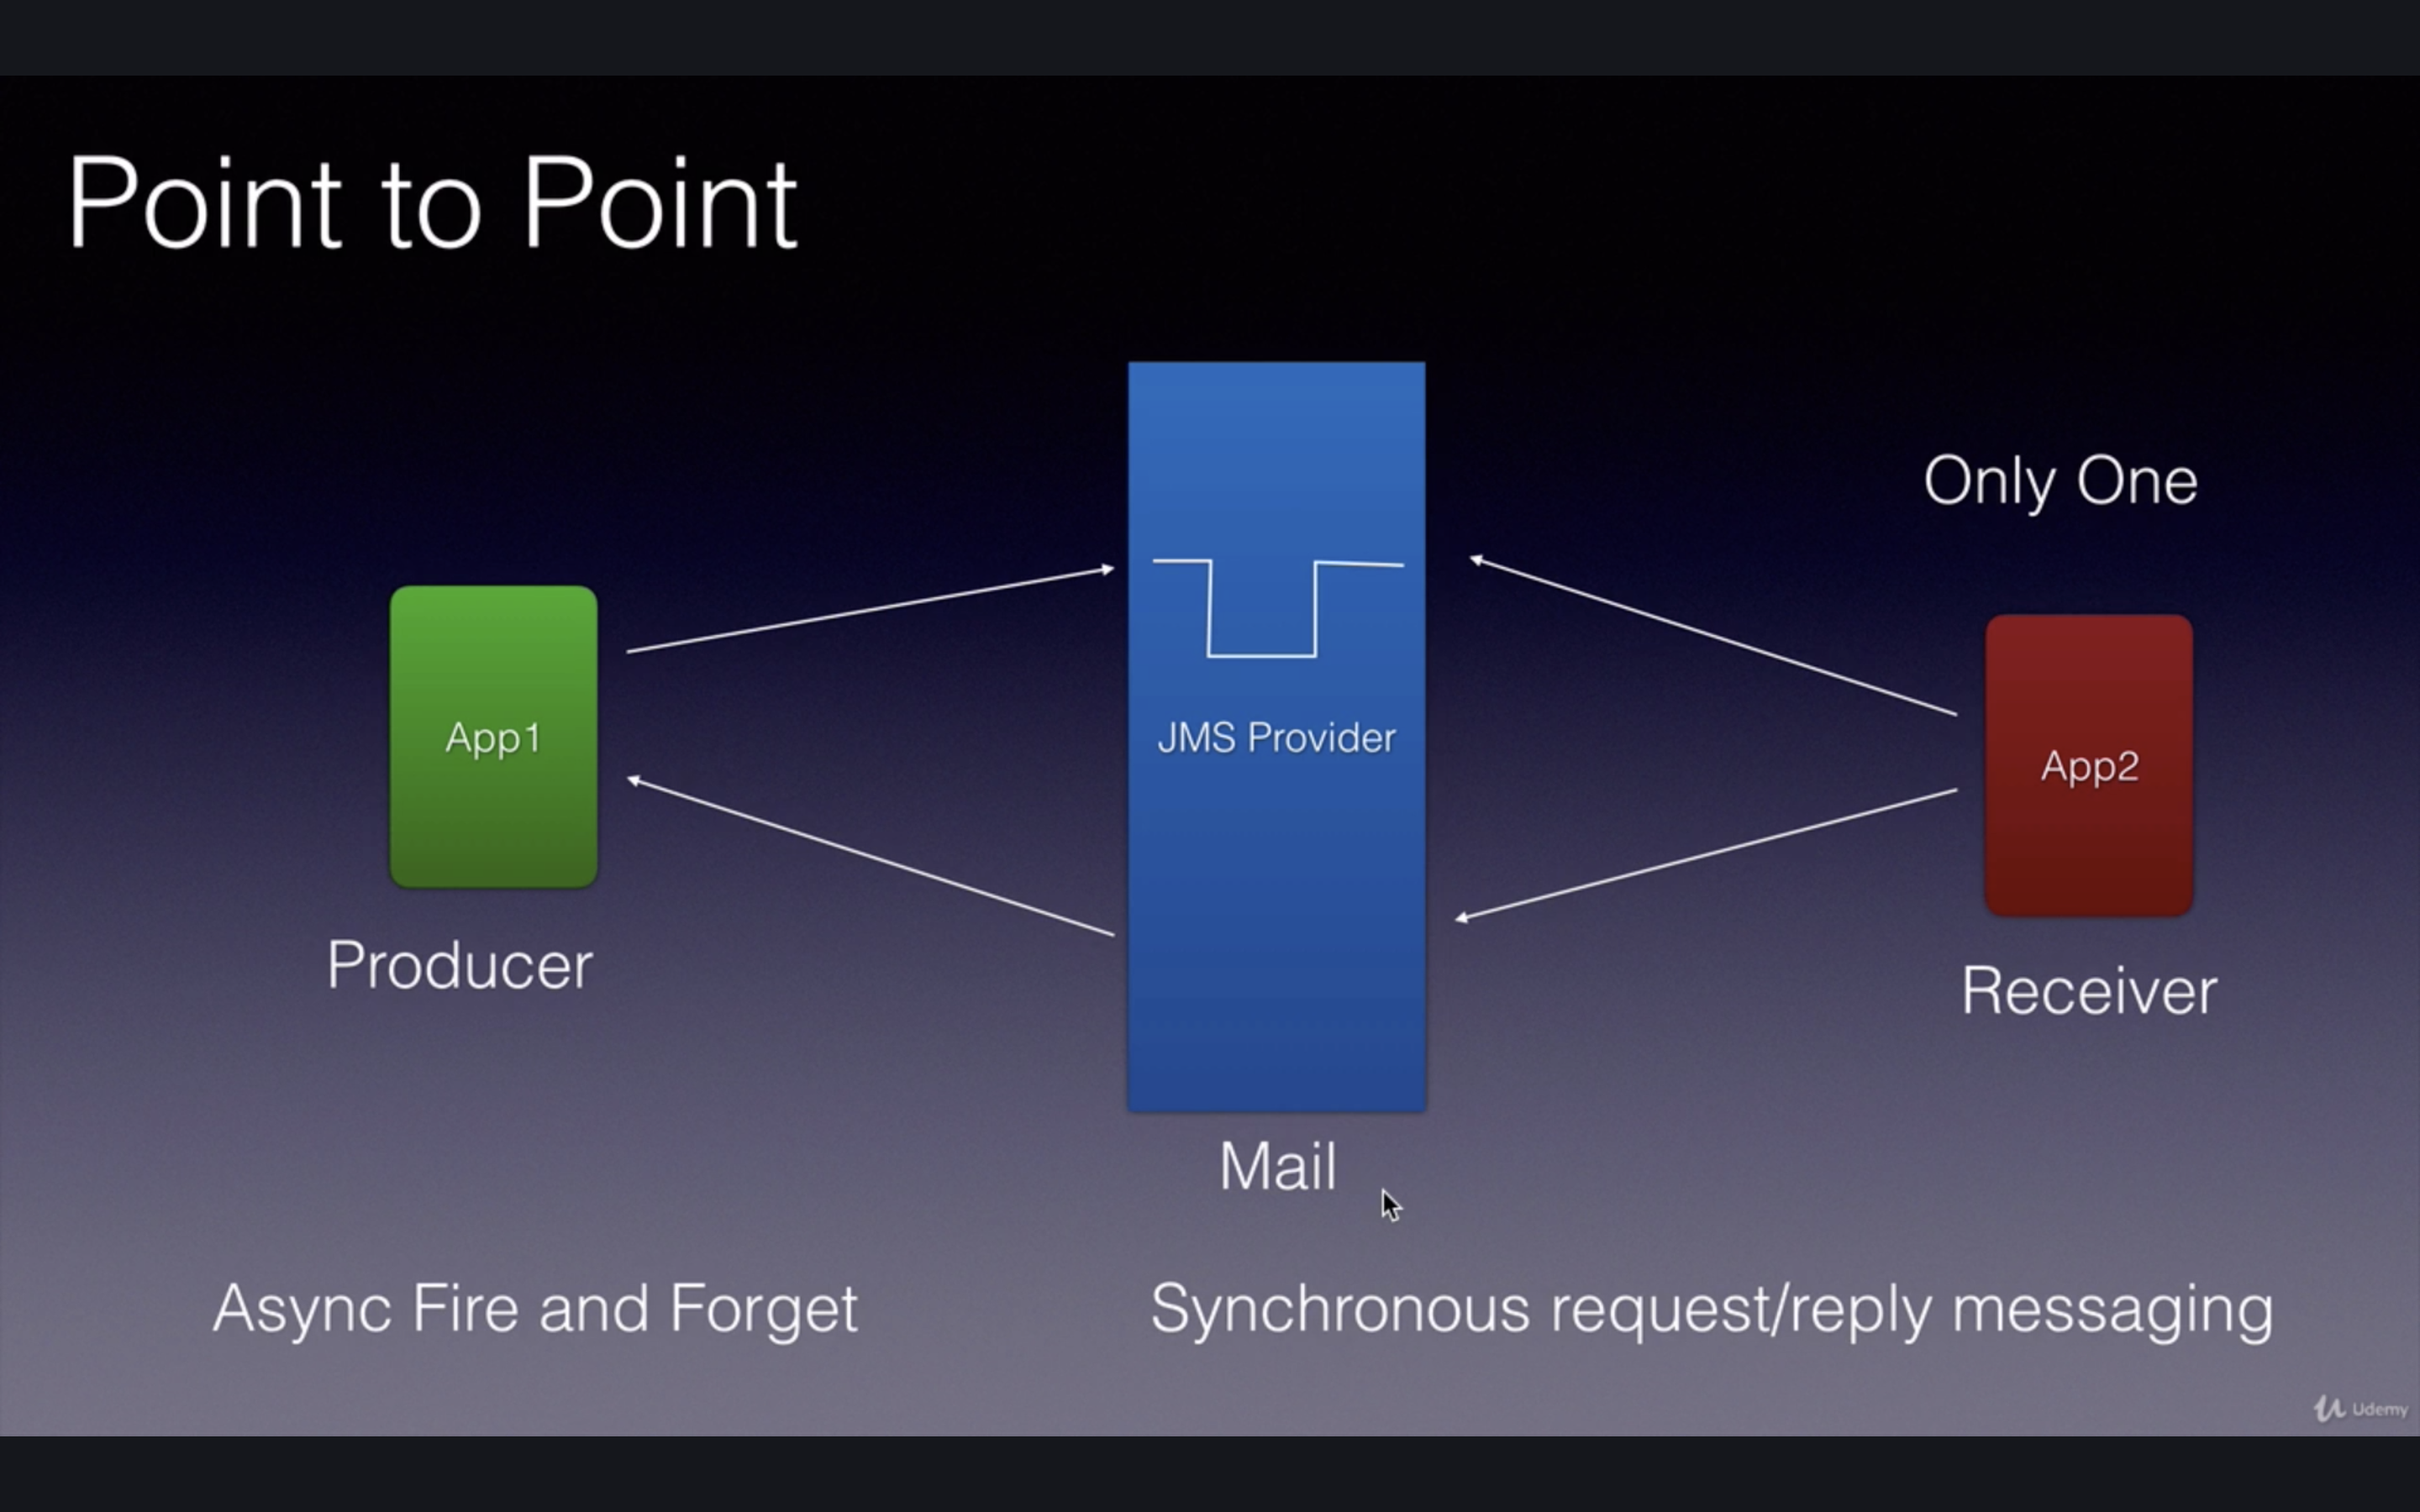 Point to Point
Only One
App1
JMS Provider
App2
Producer
Receiver
Mail
Async Fire and Forget
Synchronous request/reply messaging
Udemy